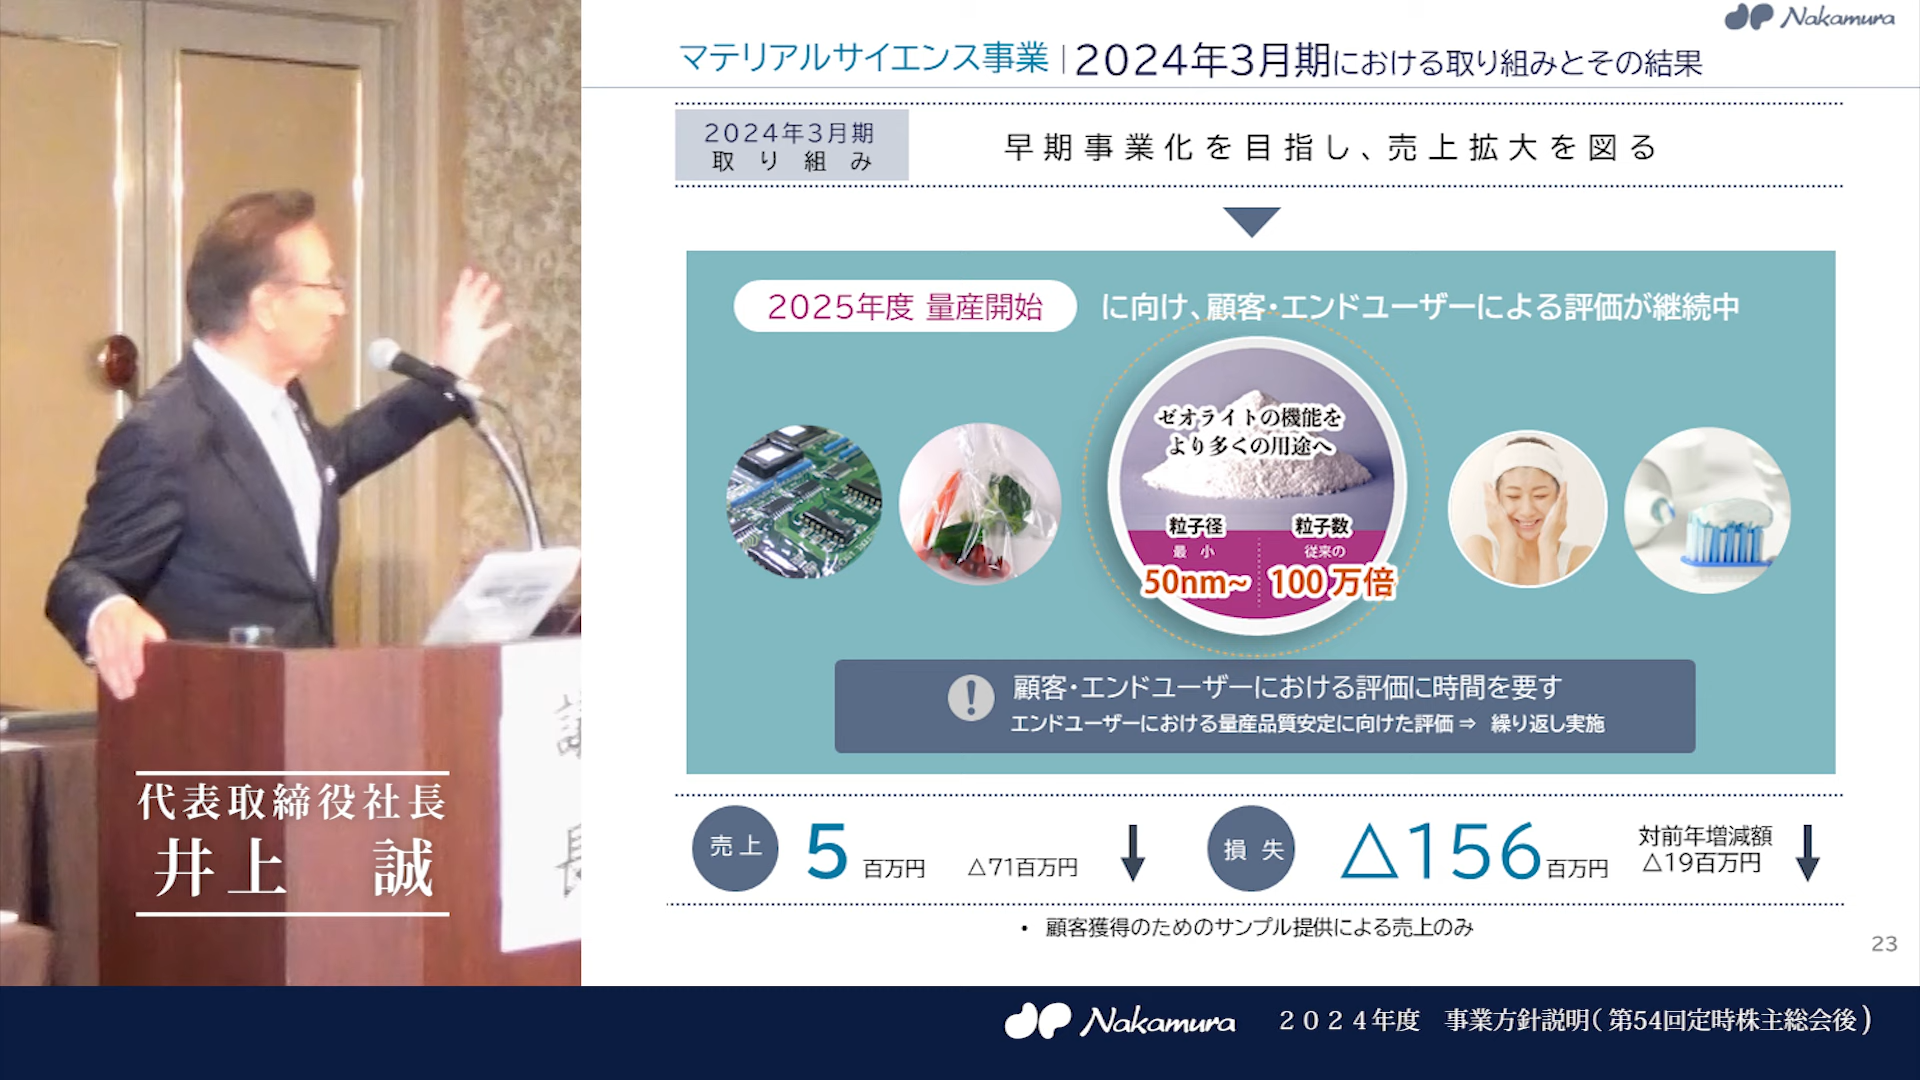 Nakamura
マテリアルサイエンス事業 | 2024年3月期における取り組みとその結果
2024年3月期
取り組み
早期事業化を目指し、売上拡大を図る
2025年度 量産開始 に向け、顧客・エンドユーザーによる評価が継続中
ゼオライトの機能を
より多くの用途へ
粒子径
最小
50nm~
粒子数
従来の
100万倍
顧客・エンドユーザーにおける評価に時間を要す
エンドユーザーにおける量産品質安定に向けた評価⇒ 繰り返し実施
売上 5 百万円 △71百万円
損失 △156 百万円
対前年増減額
△19百万円
• 顧客獲得のためのサンプル提供による売上のみ
23
議長
代表取締役社長
井上 誠
Nakamura 2024年度 事業方針説明(第54回定時株主総会後)